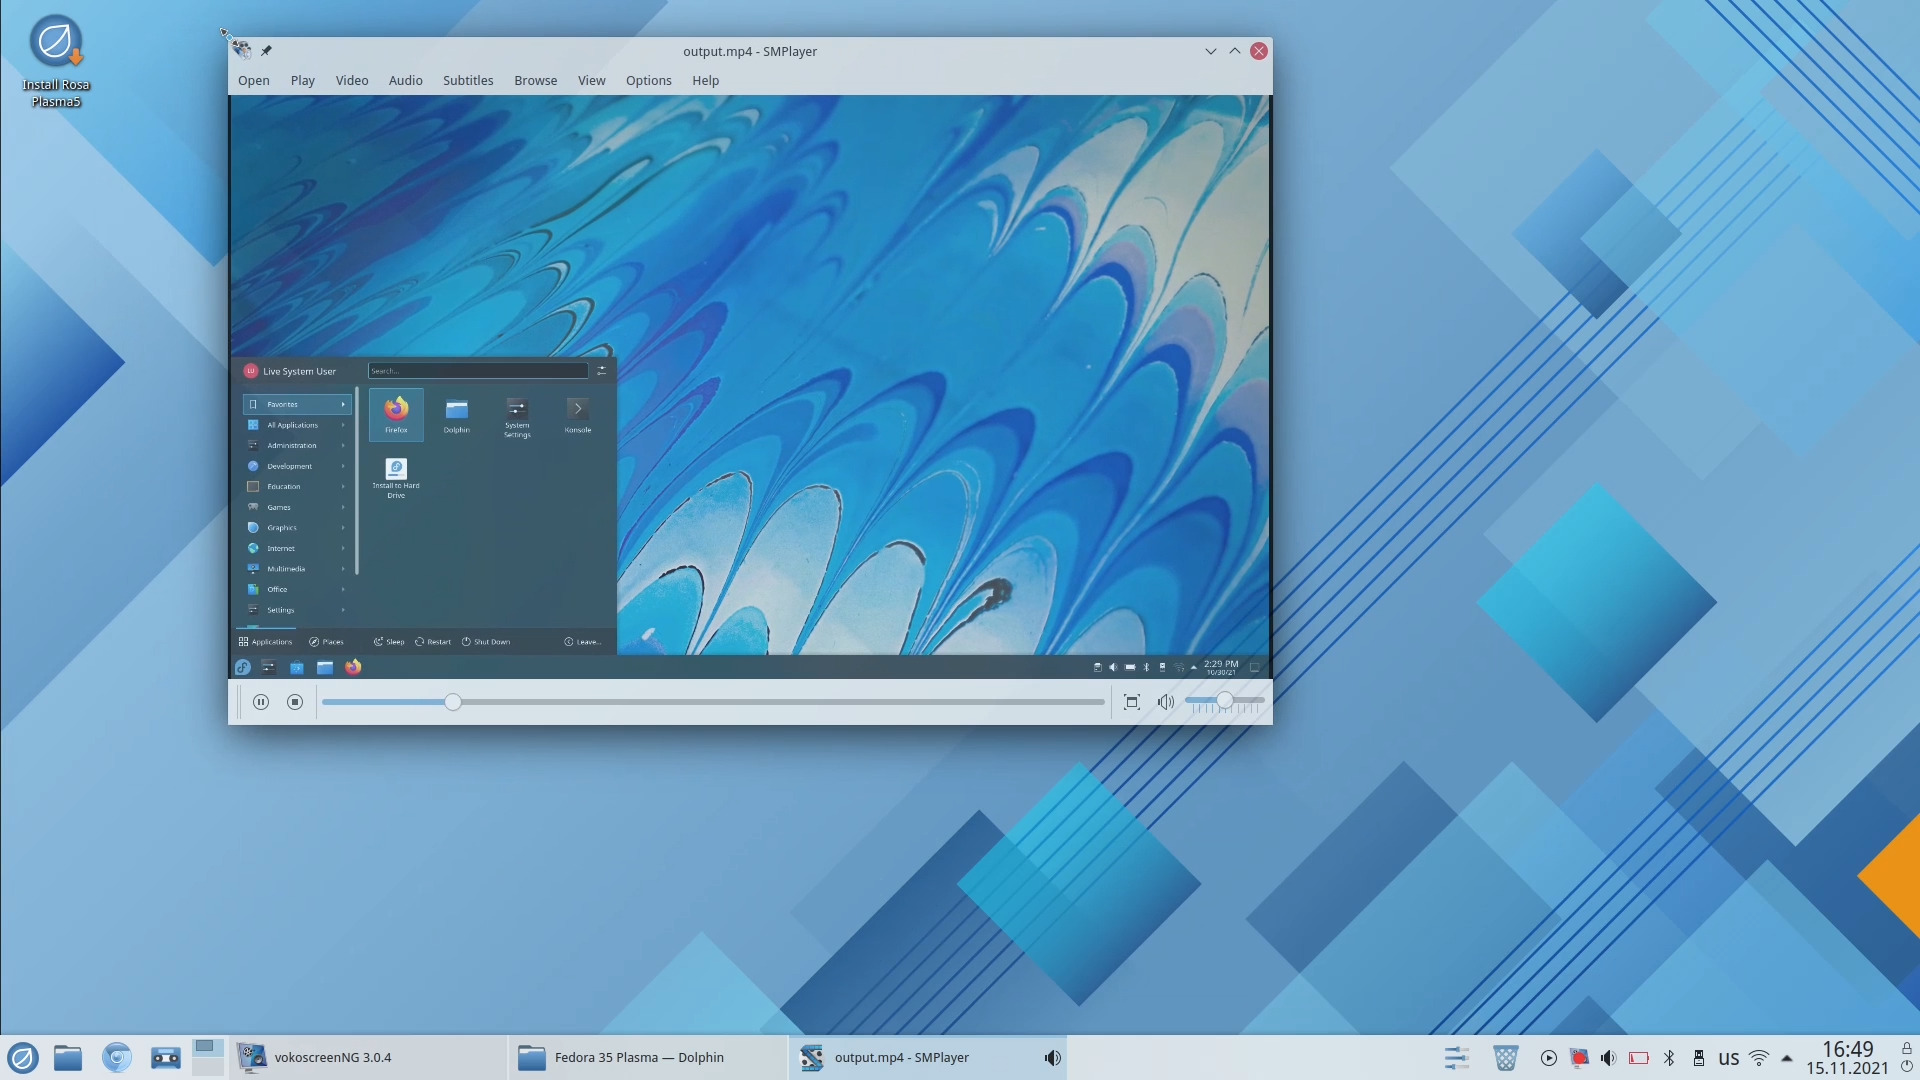 Install Rosa
Plasma5
output.mp4 - SMPlayer
Open Play Video Audio Subtitles Browse View Options Help
LU Live System User Search...
Favorites
All Applications
Administration
Development
Education
Games
Graphics
Internet
Multimedia
Office
Settings
Firefox
Dolphin
System
Settings
Konsole
Install to Hard
Drive
Applications Places Sleep Restart Shut Down Leave...
2:29 PM
10/30/21
vokoscreenNG 3.0.4
Fedora 35 Plasma — Dolphin
output.mp4 - SMPlayer
us
16:49
15.11.2021